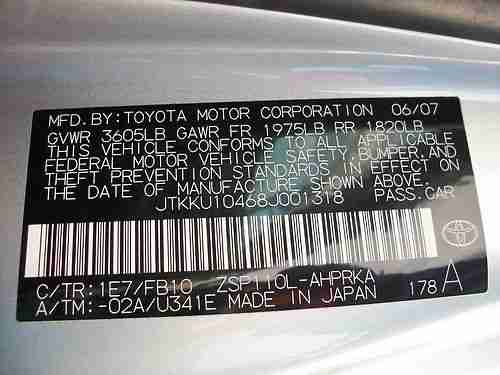 MFD.BY:TOYOTA MOTOR CORPORATION 06/07
GVWR 3605LB GAWR FR 1975LB RR 1820LB
THIS VEHICLE CONFORMS TO ALL APPLICABLE
FEDERAL MOTOR VEHICLE SAFETY,BUMPER,AND
THEFT PREVENTION STANDARDS IN EFFECT ON
THE DATE OF MANUFACTURE SHOWN ABOVE.
JTKKU10468J001318 PASS.CAR
C/TR:1E7/FB10 ZSP110L-AHPRKA
A/TM:-02A/U341E MADE IN JAPAN 178 A